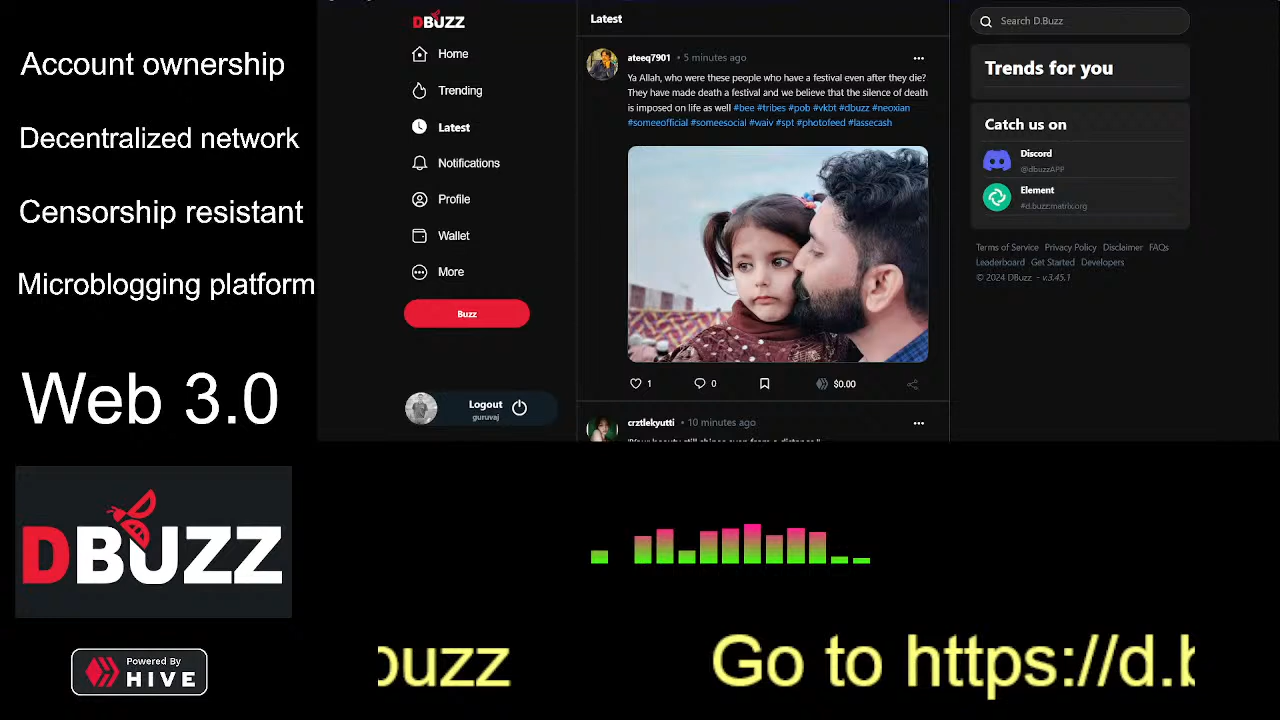 Account ownership
Decentralized network
Censorship resistant
Microblogging platform
Web 3.0
DBUZZ
Powered By
HIVE
DBUZZ
Home
Trending
Latest
Notifications
Profile
Wallet
More
Buzz
Logout
guruvaj
Latest
ateeq7901 • 5 minutes ago
Ya Allah, who were these people who have a festival even after they die?
They have made death a festival and we believe that the silence of death
is imposed on life as well #bee #tribes #pob #vkbt #dbuzz #neoxian
#someeofficial #someesocial #waiv #spt #photofeed #lassecash
1
0
$0.00
crztlekyutti • 10 minutes ago
Search D.Buzz
Trends for you
Catch us on
Discord
@dbuzzAPP
Element
#d.buzz:matrix.org
Terms of Service Privacy Policy Disclaimer FAQs
Leaderboard Get Started Developers
© 2024 DBuzz - v.3.45.1
buzz Go to https://d.b